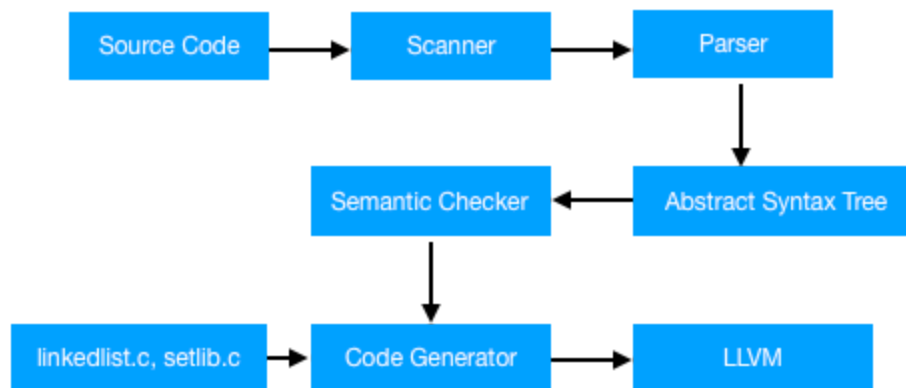 Source Code
Scanner
Parser
Semantic Checker
Abstract Syntax Tree
linkedlist.c, setlib.c
Code Generator
LLVM